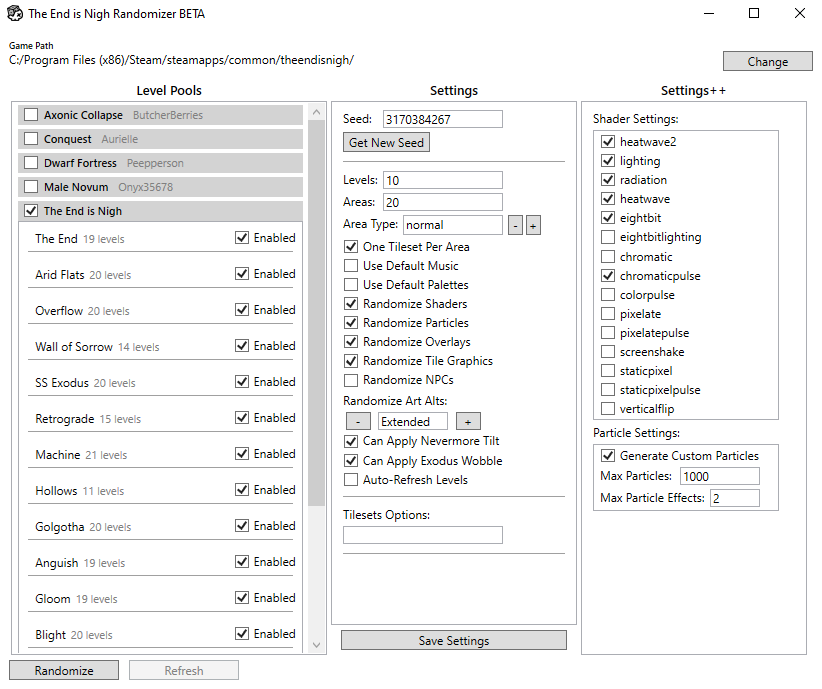 The End is Nigh Randomizer BETA
Game Path
C:/Program Files (x86)/Steam/steamapps/common/theendisnigh/
Change
Level Pools
Axonic Collapse ButcherBerries
Conquest Aurielle
Dwarf Fortress Peepperson
Male Novum Onyx35678
The End is Nigh
The End 19 levels Enabled
Arid Flats 20 levels Enabled
Overflow 20 levels Enabled
Wall of Sorrow 14 levels Enabled
SS Exodus 20 levels Enabled
Retrograde 15 levels Enabled
Machine 21 levels Enabled
Hollows 11 levels Enabled
Golgotha 20 levels Enabled
Anguish 19 levels Enabled
Gloom 19 levels Enabled
Blight 20 levels Enabled
Randomize Refresh
Settings
Seed: 3170384267
Get New Seed
Levels: 10
Areas: 20
Area Type: normal - +
One Tileset Per Area
Use Default Music
Use Default Palettes
Randomize Shaders
Randomize Particles
Randomize Overlays
Randomize Tile Graphics
Randomize NPCs
Randomize Art Alts:
- Extended +
Can Apply Nevermore Tilt
Can Apply Exodus Wobble
Auto-Refresh Levels
Tilesets Options:
Save Settings
Settings++
Shader Settings:
heatwave2
lighting
radiation
heatwave
eightbit
eightbitlighting
chromatic
chromaticpulse
colorpulse
pixelate
pixelatepulse
screenshake
staticpixel
staticpixelpulse
verticalflip
Particle Settings:
Generate Custom Particles
Max Particles: 1000
Max Particle Effects: 2